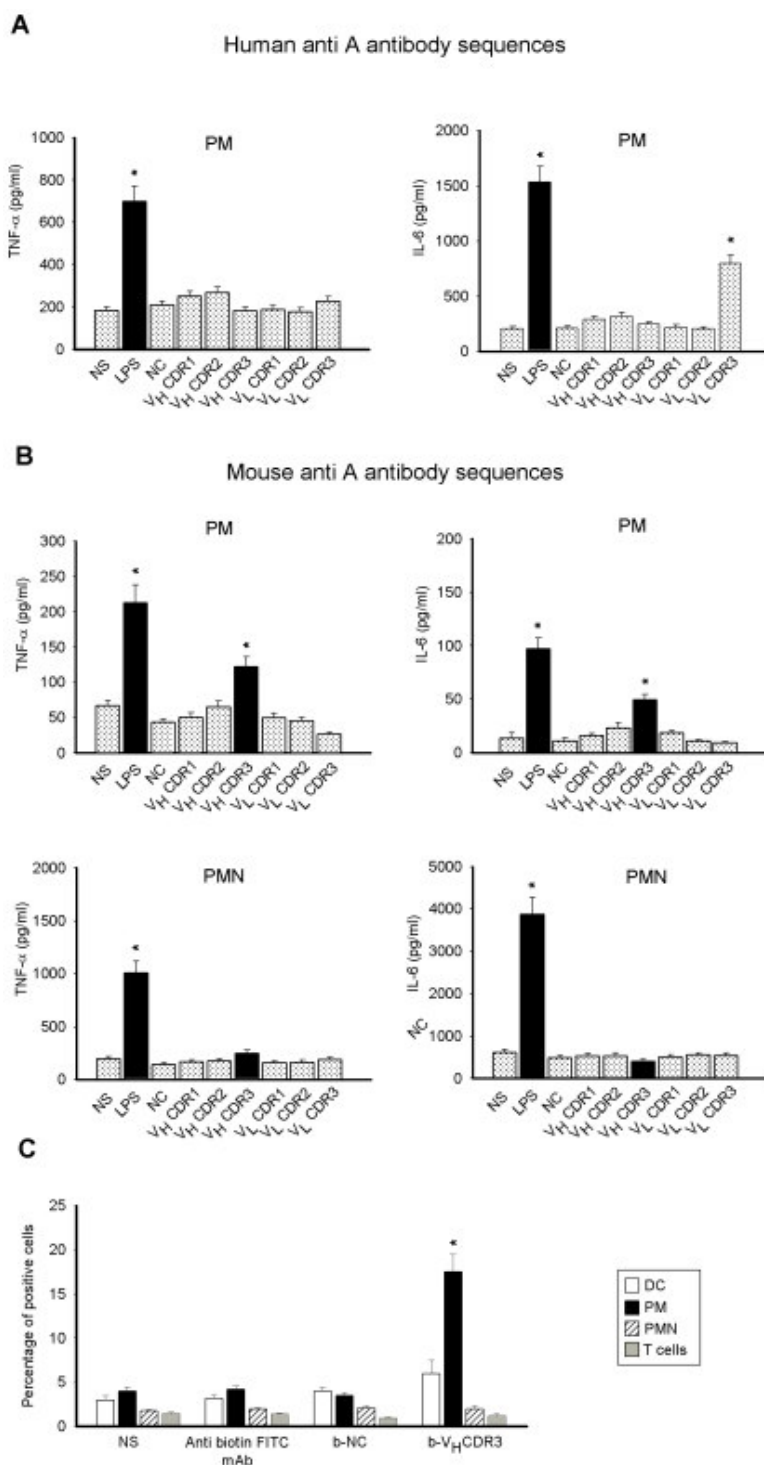 A
Human anti A antibody sequences
PM
TNF-α (pg/ml)
1000
800
600
400
200
0
*
NS
LPS
NC
VH CDR1
VH CDR2
VH CDR3
VL CDR1
VL CDR2
VL CDR3
PM
IL-6 (pg/ml)
2000
1500
1000
500
0
*
*
NS
LPS
NC
VH CDR1
VH CDR2
VH CDR3
VL CDR1
VL CDR2
VL CDR3
B
Mouse anti A antibody sequences
PM
TNF-α (pg/ml)
300
250
200
150
100
50
0
*
*
NS
LPS
NC
VH CDR1
VH CDR2
VH CDR3
VL CDR1
VL CDR2
VL CDR3
PM
IL-6 (pg/ml)
200
150
100
50
0
*
*
NS
LPS
NC
VH CDR1
VH CDR2
VH CDR3
VL CDR1
VL CDR2
VL CDR3
PMN
TNF-α (pg/ml)
2000
1500
1000
500
0
*
NS
LPS
NC
VH CDR1
VH CDR2
VH CDR3
VL CDR1
VL CDR2
VL CDR3
PMN
IL-6 (pg/ml)
NC
5000
4000
3000
2000
1000
0
*
NS
LPS
NC
VH CDR1
VH CDR2
VH CDR3
VL CDR1
VL CDR2
VL CDR3
C
Percentage of positive cells
25
20
15
10
5
0
*
NS
Anti biotin FITC
mAb
b-NC
b-VHCDR3
DC
PM
PMN
T cells